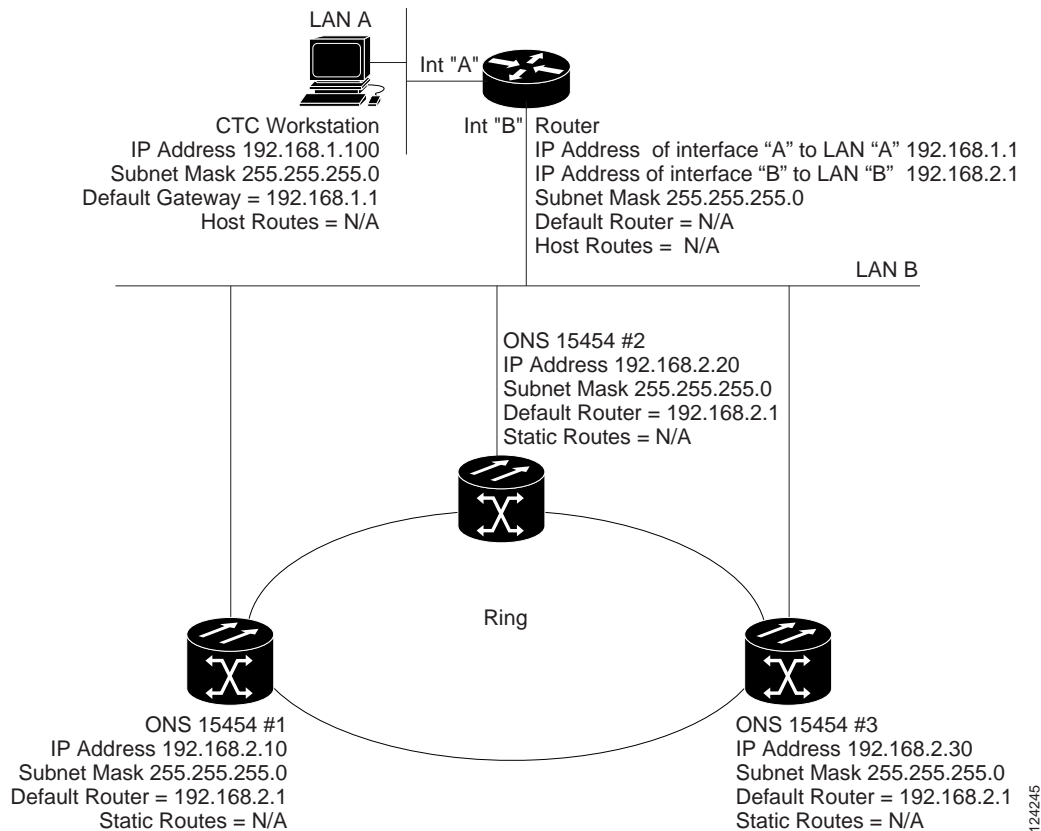 LAN A
Int "A"
CTC Workstation
IP Address 192.168.1.100
Subnet Mask 255.255.255.0
Default Gateway = 192.168.1.1
Host Routes = N/A
Int "B"
Router
IP Address of interface “A” to LAN “A” 192.168.1.1
IP Address of interface “B” to LAN “B” 192.168.2.1
Subnet Mask 255.255.255.0
Default Router = N/A
Host Routes = N/A
LAN B
ONS 15454 #2
IP Address 192.168.2.20
Subnet Mask 255.255.255.0
Default Router = 192.168.2.1
Static Routes = N/A
Ring
ONS 15454 #1
IP Address 192.168.2.10
Subnet Mask 255.255.255.0
Default Router = 192.168.2.1
Static Routes = N/A
ONS 15454 #3
IP Address 192.168.2.30
Subnet Mask 255.255.255.0
Default Router = 192.168.2.1
Static Routes = N/A
124245